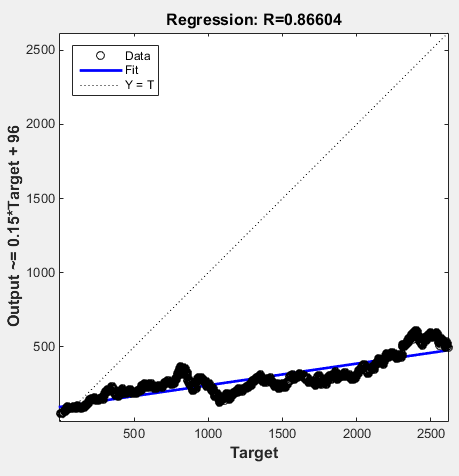 Regression: R=0.86604
Data
Fit
Y = T
Output ~= 0.15*Target + 96
2500
2000
1500
1000
500
500 1000 1500 2000 2500
Target